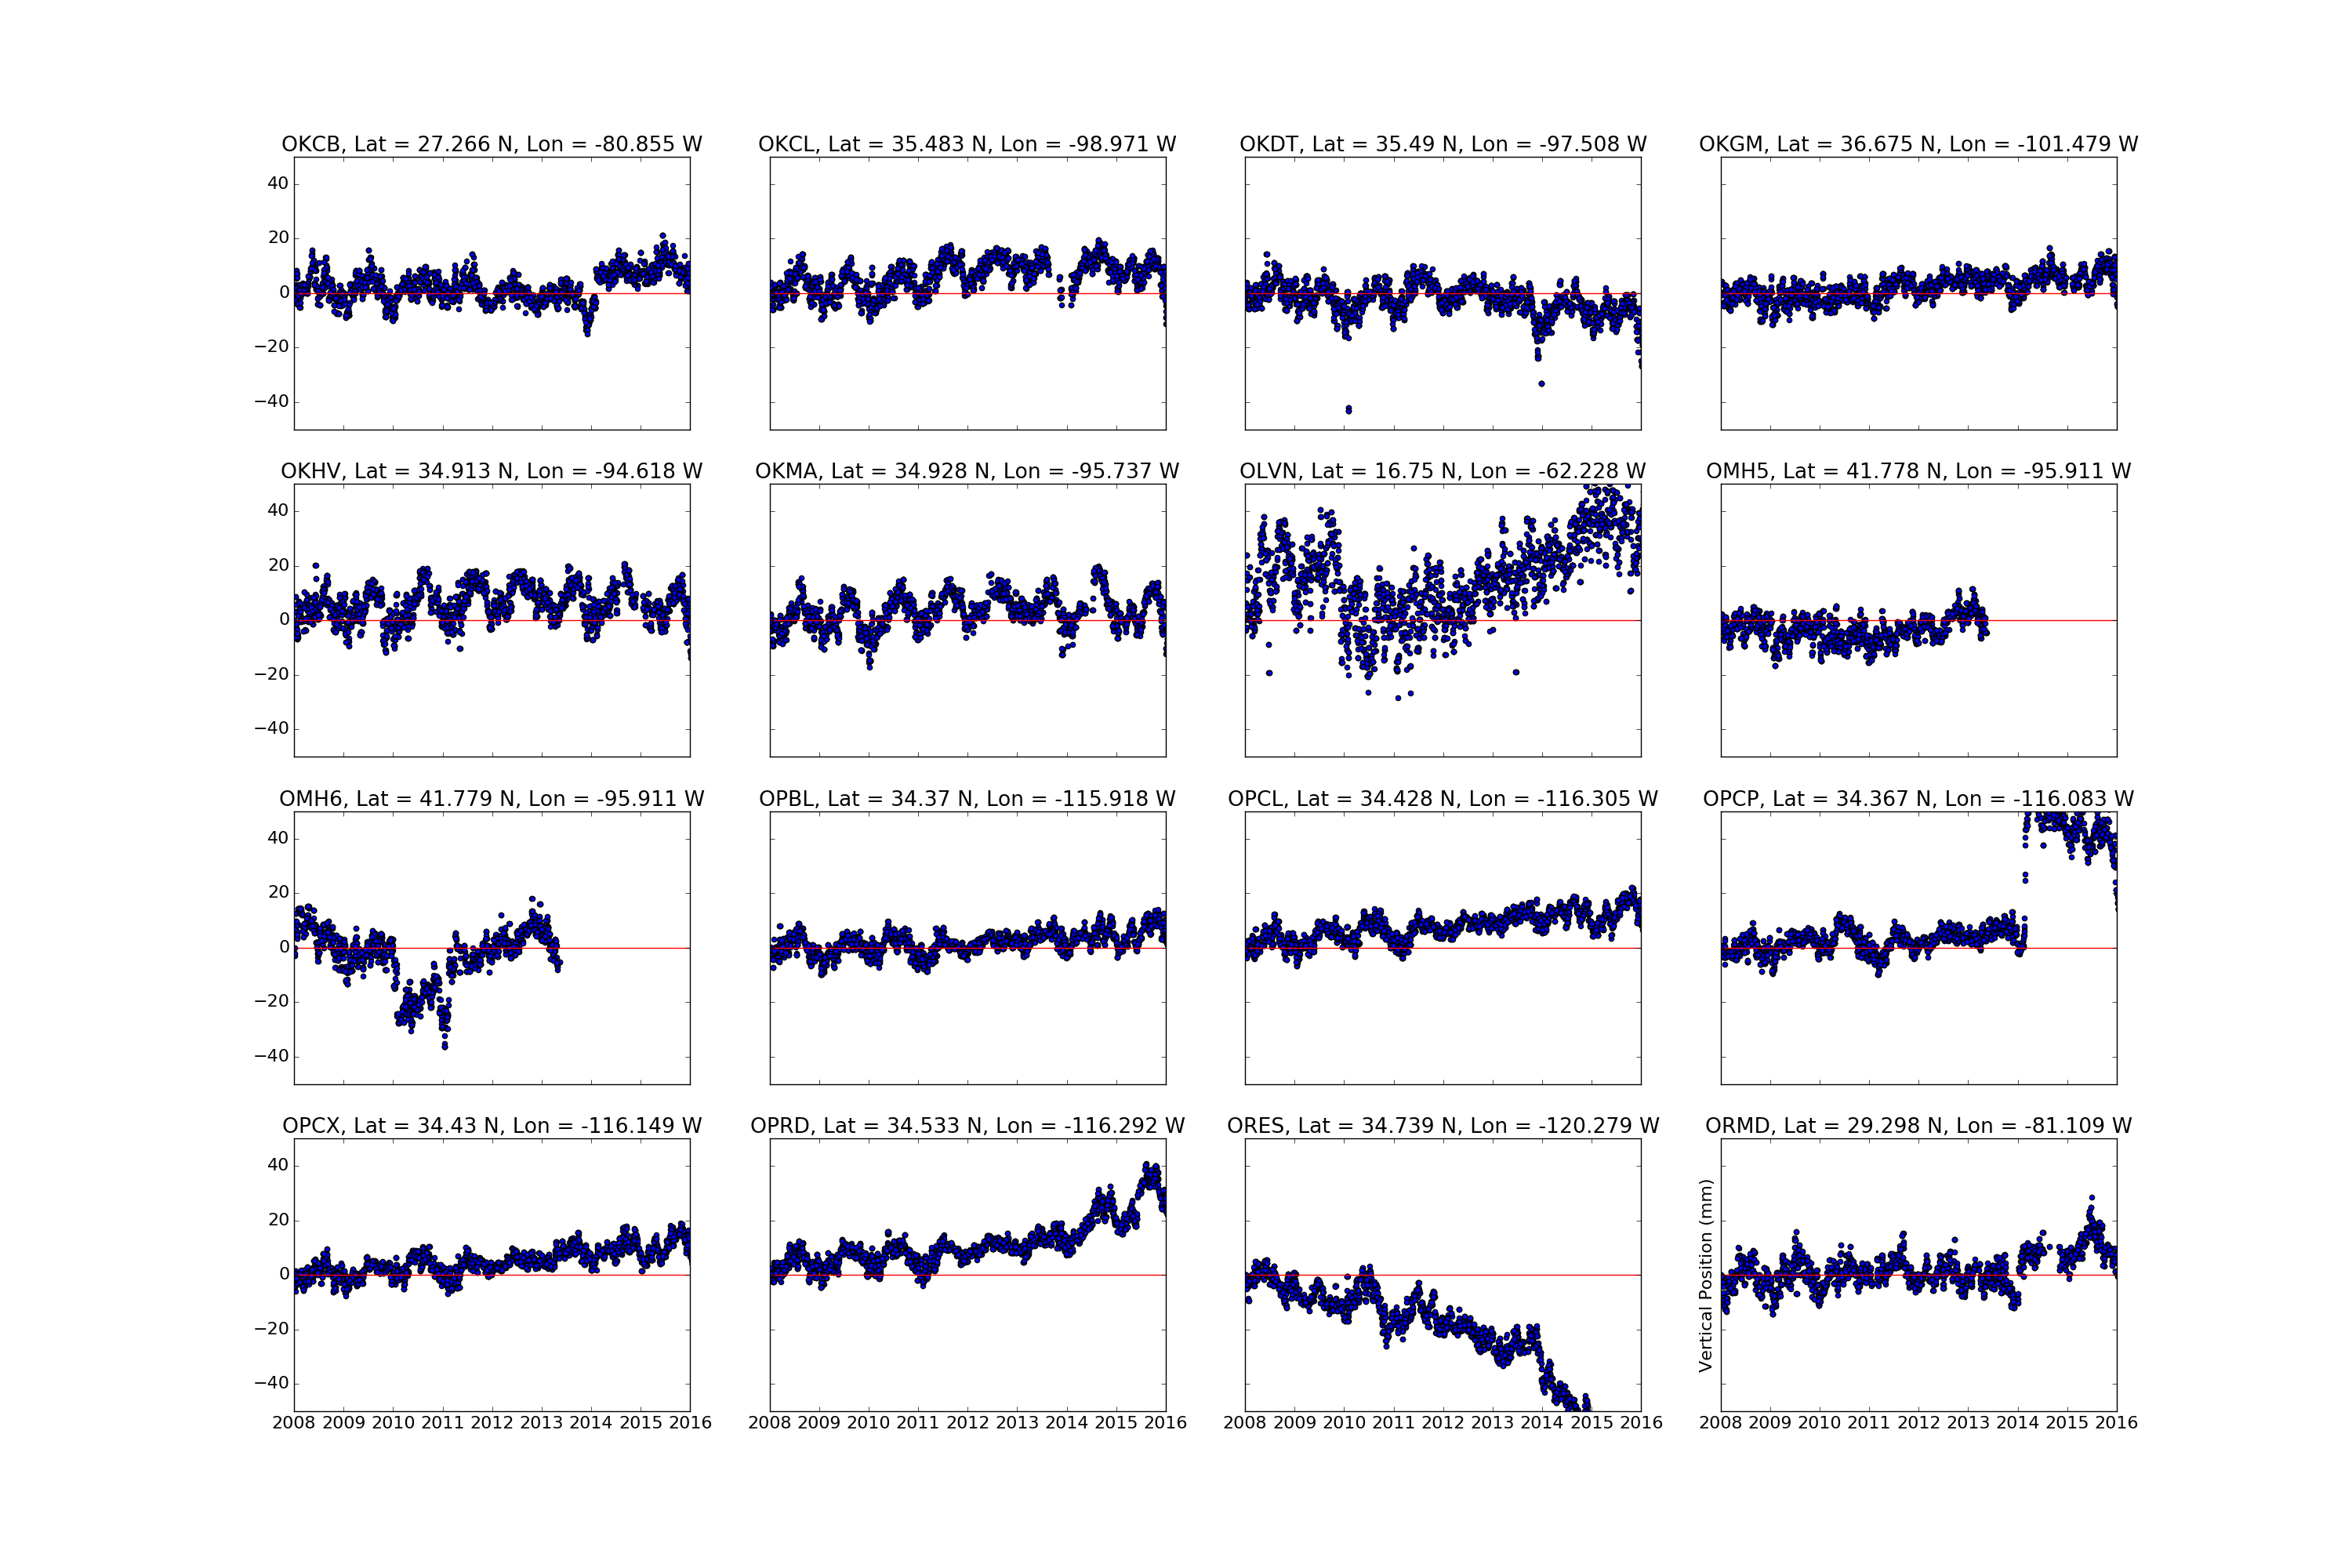 OKCB, Lat = 27.266 N, Lon = -80.855 W
OKCL, Lat = 35.483 N, Lon = -98.971 W
OKDT, Lat = 35.49 N, Lon = -97.508 W
OKGM, Lat = 36.675 N, Lon = -101.479 W
40
20
0
−20
−40
OKHV, Lat = 34.913 N, Lon = -94.618 W
OKMA, Lat = 34.928 N, Lon = -95.737 W
OLVN, Lat = 16.75 N, Lon = -62.228 W
OMH5, Lat = 41.778 N, Lon = -95.911 W
40
20
0
−20
−40
OMH6, Lat = 41.779 N, Lon = -95.911 W
OPBL, Lat = 34.37 N, Lon = -115.918 W
OPCL, Lat = 34.428 N, Lon = -116.305 W
OPCP, Lat = 34.367 N, Lon = -116.083 W
40
20
0
−20
−40
OPCX, Lat = 34.43 N, Lon = -116.149 W
OPRD, Lat = 34.533 N, Lon = -116.292 W
ORES, Lat = 34.739 N, Lon = -120.279 W
ORMD, Lat = 29.298 N, Lon = -81.109 W
40
20
0
−20
−40
Vertical Position (mm)
2008 2009 2010 2011 2012 2013 2014 2015 2016
2008 2009 2010 2011 2012 2013 2014 2015 2016
2008 2009 2010 2011 2012 2013 2014 2015 2016
2008 2009 2010 2011 2012 2013 2014 2015 2016